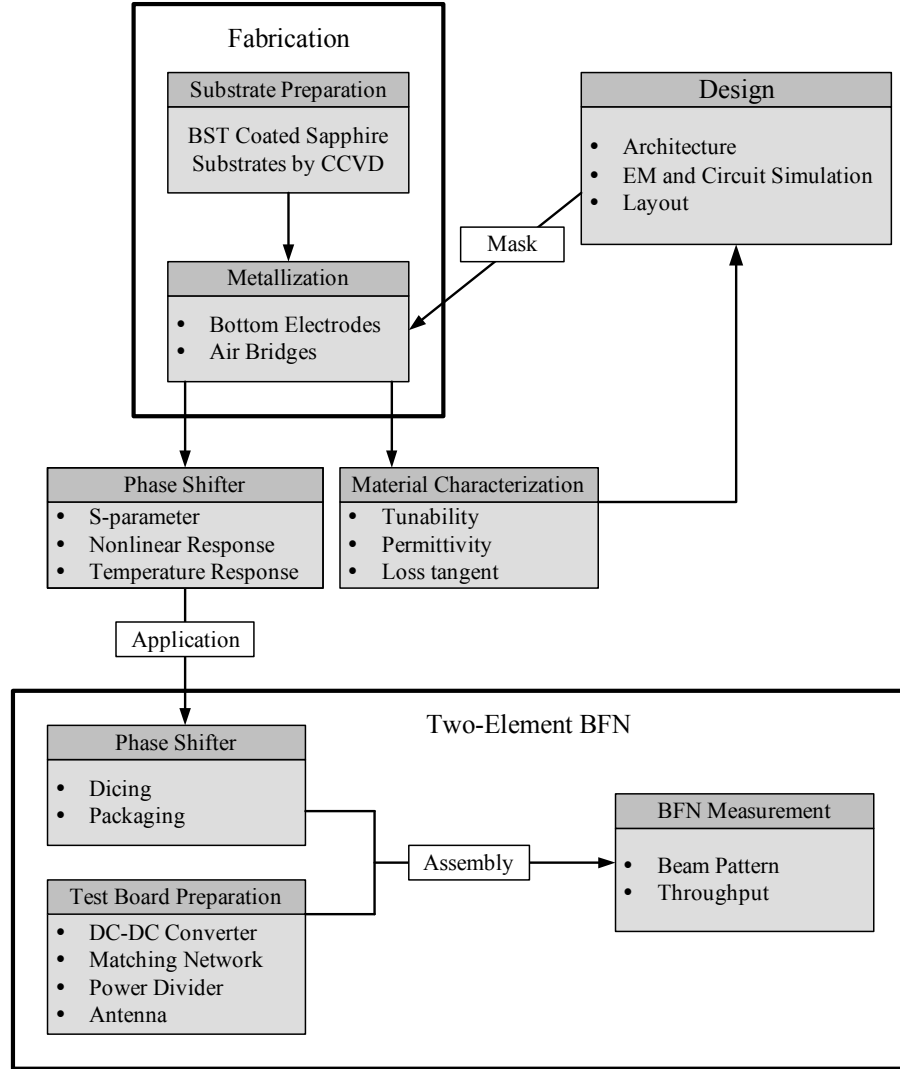 Fabrication
Substrate Preparation
BST Coated Sapphire
Substrates by CCVD
Design
• Architecture
• EM and Circuit Simulation
• Layout
Mask
Metallization
• Bottom Electrodes
• Air Bridges
Phase Shifter
• S-parameter
• Nonlinear Response
• Temperature Response
Material Characterization
• Tunability
• Permittivity
• Loss tangent
Application
Two-Element BFN
Phase Shifter
• Dicing
• Packaging
Test Board Preparation
• DC-DC Converter
• Matching Network
• Power Divider
• Antenna
Assembly
BFN Measurement
• Beam Pattern
• Throughput